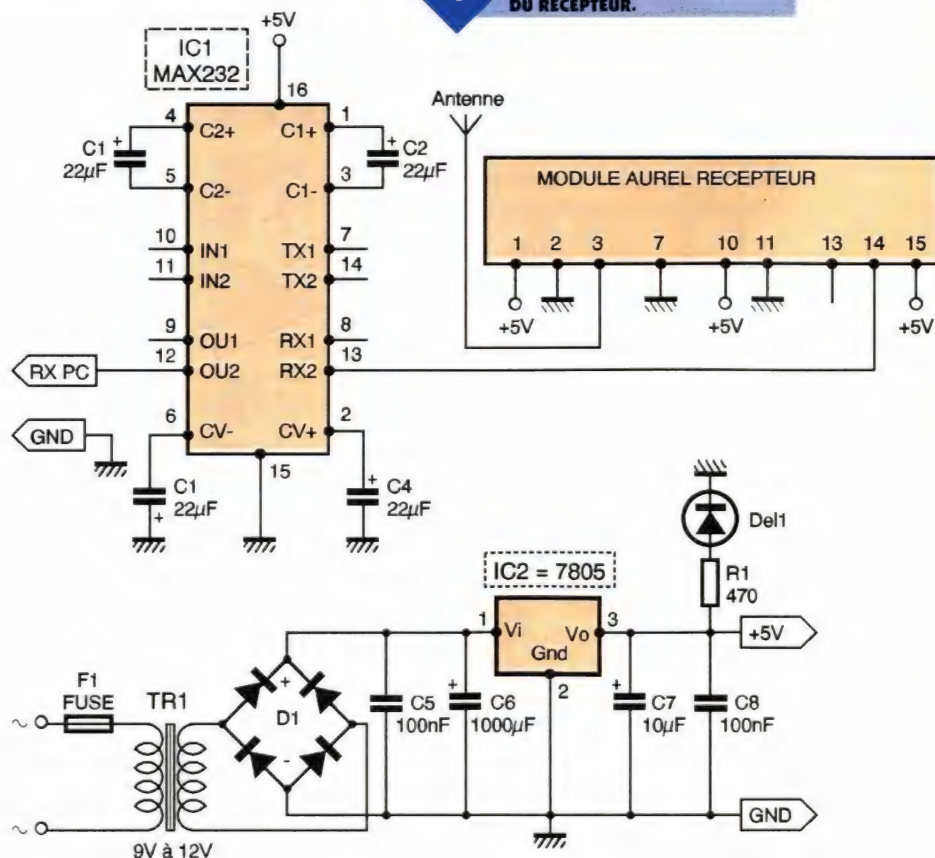 DU RECEPTEUR.
+5V
IC1
MAX232
16
4
C2+
C1+
1
C1
22µF
+
+
C2
22µF
5
C2-
C1-
3
10
IN1
TX1
7
11
IN2
TX2
14
9
OU1
RX1
8
12
OU2
RX2
13
RX PC
6
CV-
CV+
2
GND
15
C1
22µF
+
+
C4
22µF
Antenne
MODULE AUREL RECEPTEUR
1 2 3 7 10 11 13 14 15
+5V
+5V
+5V
Del1
R1
470
IC2 = 7805
1
Vi
Vo
3
Gnd
2
+5V
F1
FUSE
TR1
+
D1
-
C5
100nF
+
C6
1000µF
+
C7
10µF
C8
100nF
~
~
GND
9V à 12V